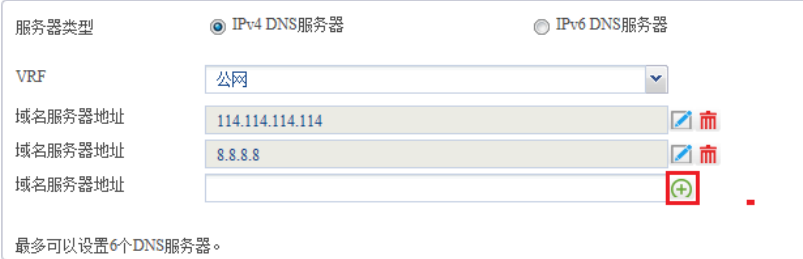 服务器类型 IPv4 DNS服务器 IPv6 DNS服务器
VRF 公网
域名服务器地址 114.114.114.114
域名服务器地址 8.8.8.8
域名服务器地址
最多可以设置6个DNS服务器。